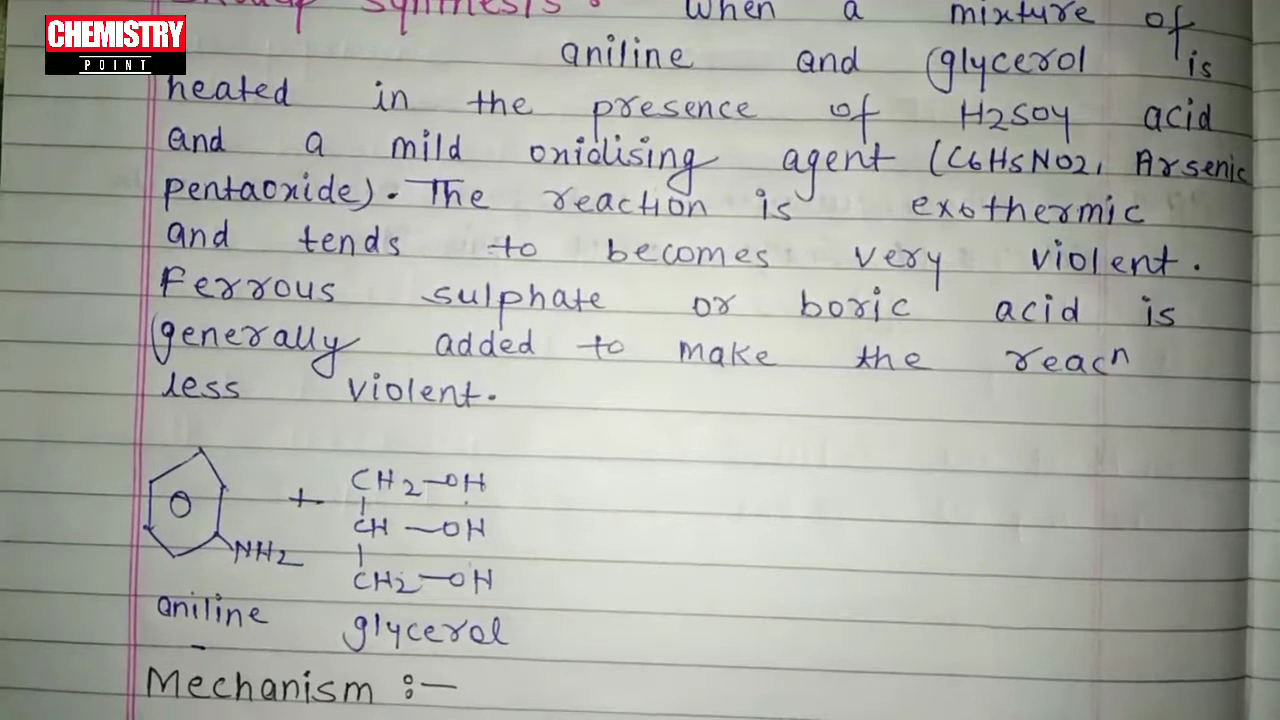 CHEMISTRY
POINT
synthesis : When a mixture of
aniline and glycerol is
heated in the presence of H2SO4 acid
and a mild oxidising agent (C6H5NO2, Arsenic
pentaoxide). The reaction is exothermic
and tends to becomes very violent.
Ferrous sulphate or boric acid is
generally added to make the reacn
less violent.
CH2-OH
+
CH-OH
NH2
CH2-OH
aniline glycerol
Mechanism :-